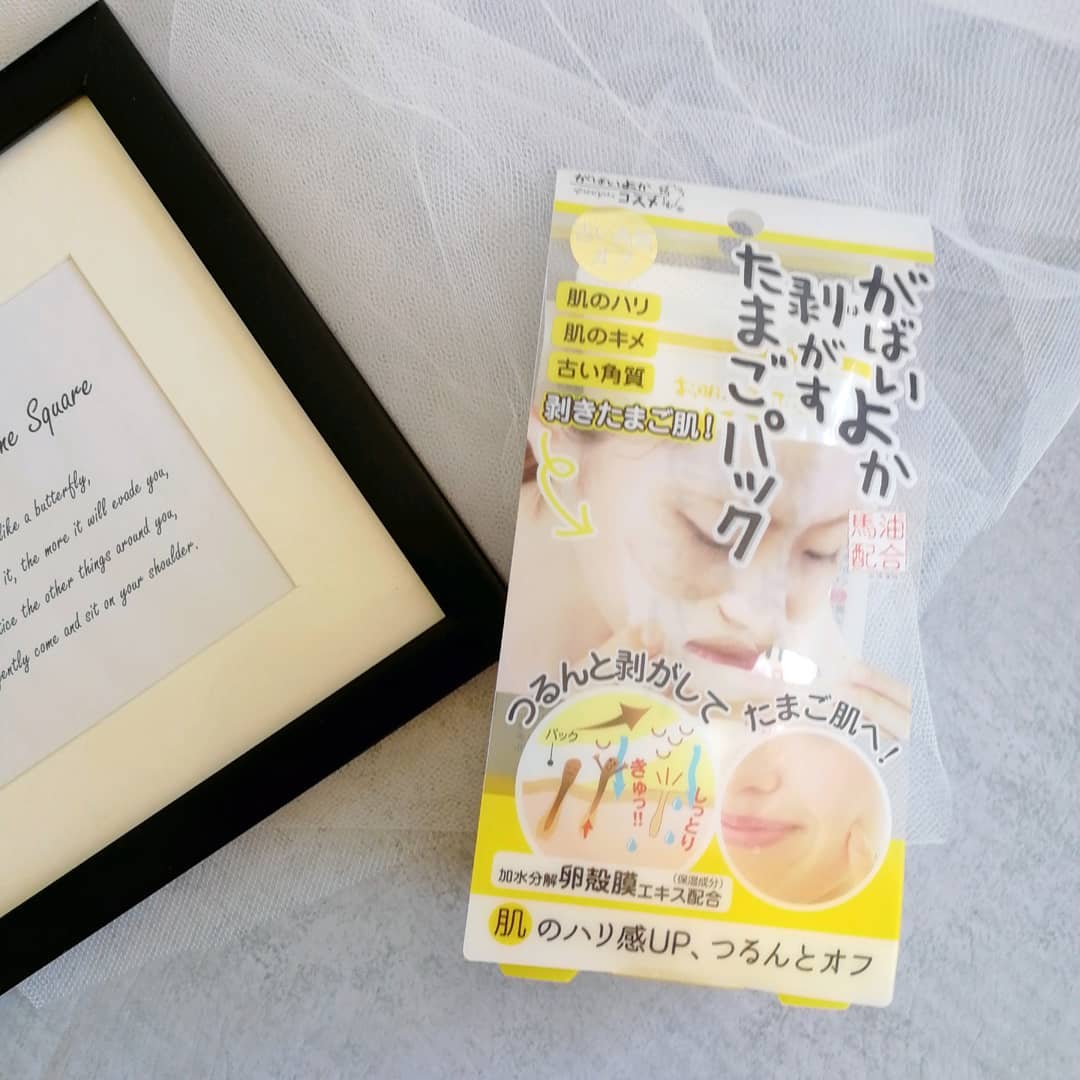 ne Square
like a butterfly,
it, the more it will evade you,
tice the other things around you,
gently come and sit on your shoulder.
がばいよか
コスメ
がばいよか
剥がす
たまごパック
肌のハリ
肌のキメ
古い角質
剥きたまご肌!
馬油
配合
つるんと剥がして
たまご肌へ!
パック
きゅっ!!
しっとり
加水分解卵殻膜エキス配合
(保湿成分)
肌のハリ感UP、つるんとオフ